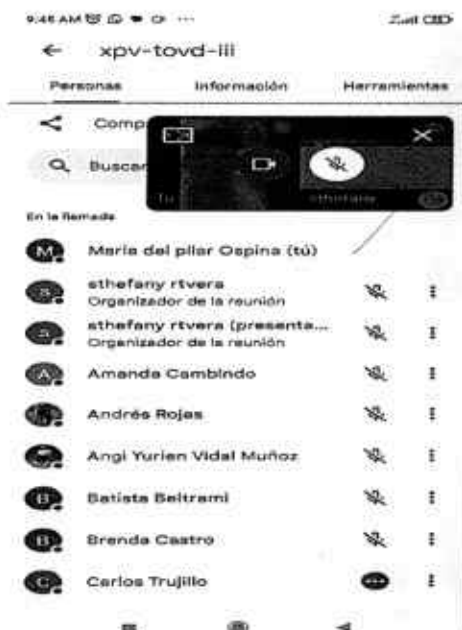 9:46 AM
xpv-tovd-iii
Personas Información Herramientas
Comp
Buscar
Tú sthefany
En la llamada
M María del pilar Ospina (tú)
s sthefany rivera
Organizador de la reunión
s sthefany rivera (presenta...
Organizador de la reunión
A Amanda Cambindo
Andrés Rojas
Angi Yurien Vidal Muñoz
B Batista Beltrami
B Brenda Castro
C Carlos Trujillo